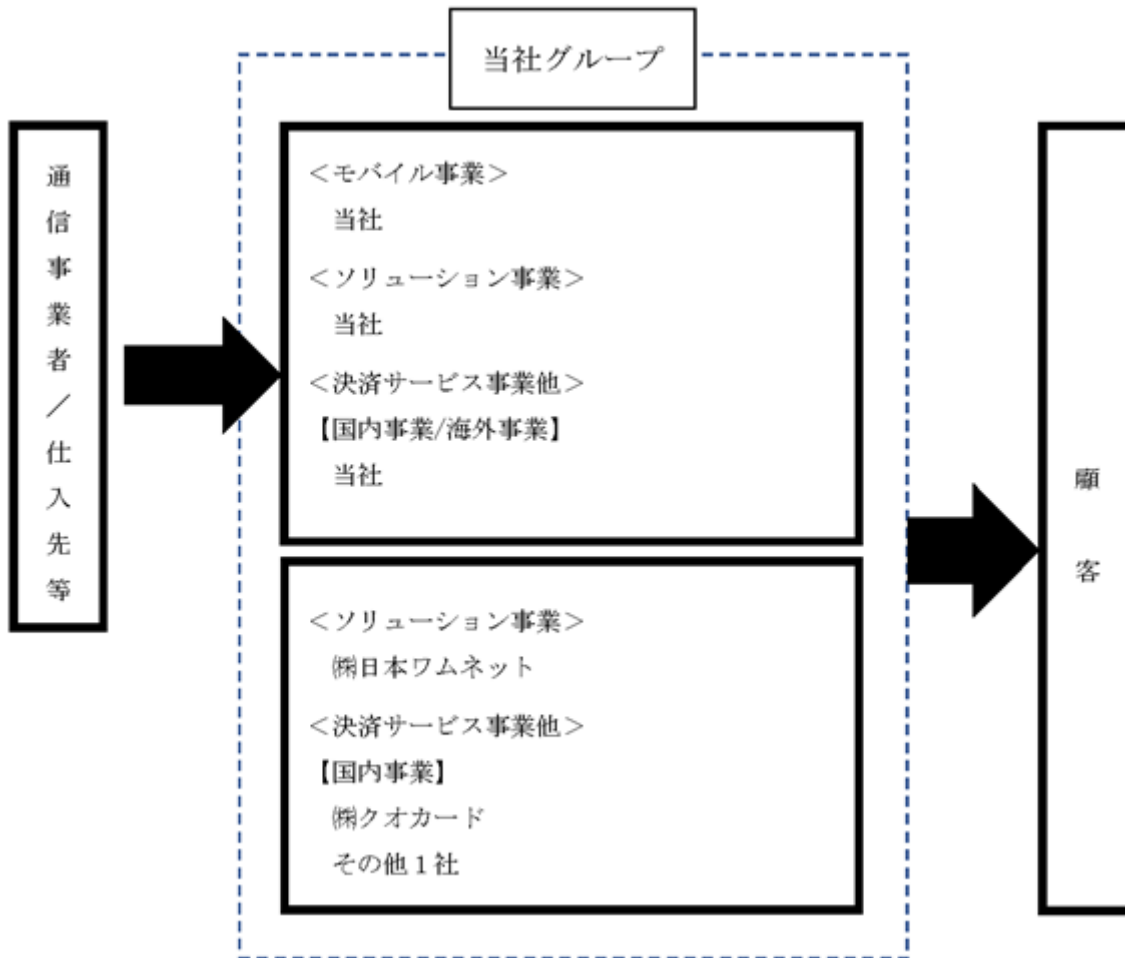 当社グループ
通信事業者／仕入先等
＜モバイル事業＞
当社
＜ソリューション事業＞
当社
＜決済サービス事業他＞
【国内事業/海外事業】
当社
＜ソリューション事業＞
㈱日本ワムネット
＜決済サービス事業他＞
【国内事業】
㈱クオカード
その他１社
顧客